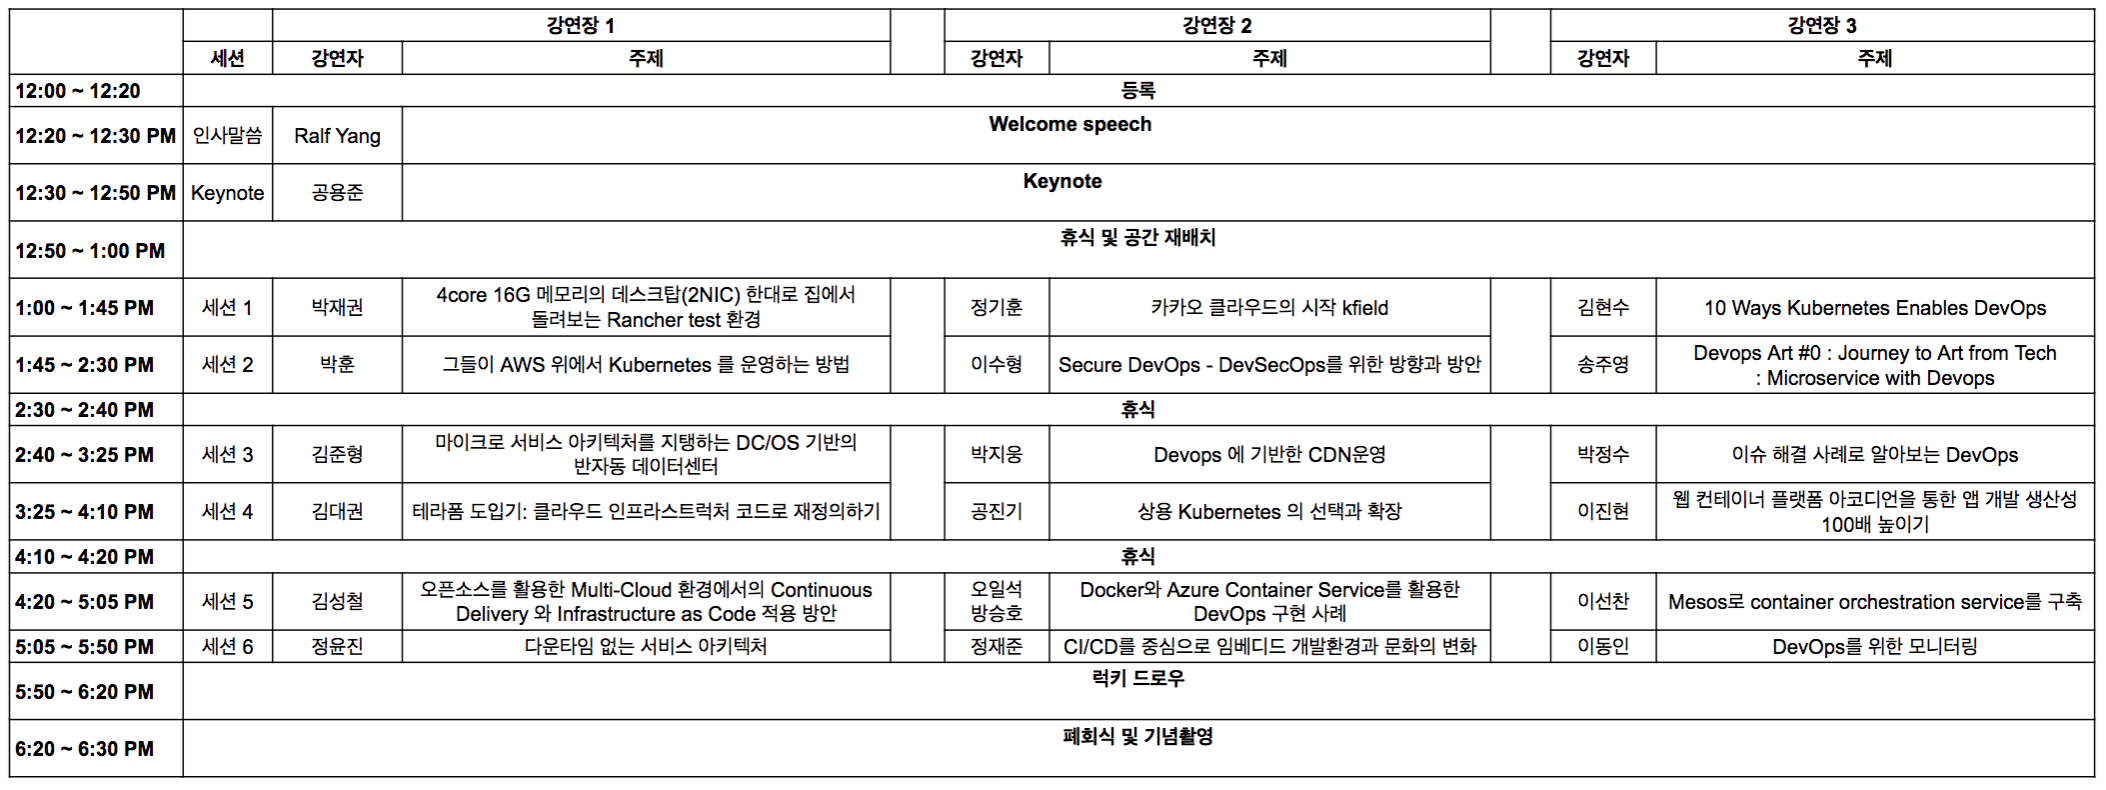 강연장 1
강연장 2
강연장 3
세션
강연자
주제
강연자
주제
강연자
주제
12:00 ~ 12:20
등록
12:20 ~ 12:30 PM
인사말씀
Ralf Yang
Welcome speech
12:30 ~ 12:50 PM
Keynote
공용준
Keynote
12:50 ~ 1:00 PM
휴식 및 공간 재배치
1:00 ~ 1:45 PM
세션 1
박재권
4core 16G 메모리의 데스크탑(2NIC) 한대로 집에서
돌려보는 Rancher test 환경
정기훈
카카오 클라우드의 시작 kfield
김현수
10 Ways Kubernetes Enables DevOps
1:45 ~ 2:30 PM
세션 2
박훈
그들이 AWS 위에서 Kubernetes 를 운영하는 방법
이수형
Secure DevOps - DevSecOps를 위한 방향과 방안
송주영
Devops Art #0 : Journey to Art from Tech
: Microservice with Devops
2:30 ~ 2:40 PM
휴식
2:40 ~ 3:25 PM
세션 3
김준형
마이크로 서비스 아키텍처를 지탱하는 DC/OS 기반의
반자동 데이터센터
박지웅
Devops 에 기반한 CDN운영
박정수
이슈 해결 사례로 알아보는 DevOps
3:25 ~ 4:10 PM
세션 4
김대권
테라폼 도입기: 클라우드 인프라스트럭처 코드로 재정의하기
공진기
상용 Kubernetes 의 선택과 확장
이진현
웹 컨테이너 플랫폼 아코디언을 통한 앱 개발 생산성
100배 높이기
4:10 ~ 4:20 PM
휴식
4:20 ~ 5:05 PM
세션 5
김성철
오픈소스를 활용한 Multi-Cloud 환경에서의 Continuous
Delivery 와 Infrastructure as Code 적용 방안
오일석
방승호
Docker와 Azure Container Service를 활용한
DevOps 구현 사례
이선찬
Mesos로 container orchestration service를 구축
5:05 ~ 5:50 PM
세션 6
정윤진
다운타임 없는 서비스 아키텍처
정재준
CI/CD를 중심으로 임베디드 개발환경과 문화의 변화
이동인
DevOps를 위한 모니터링
5:50 ~ 6:20 PM
럭키 드로우
6:20 ~ 6:30 PM
폐회식 및 기념촬영